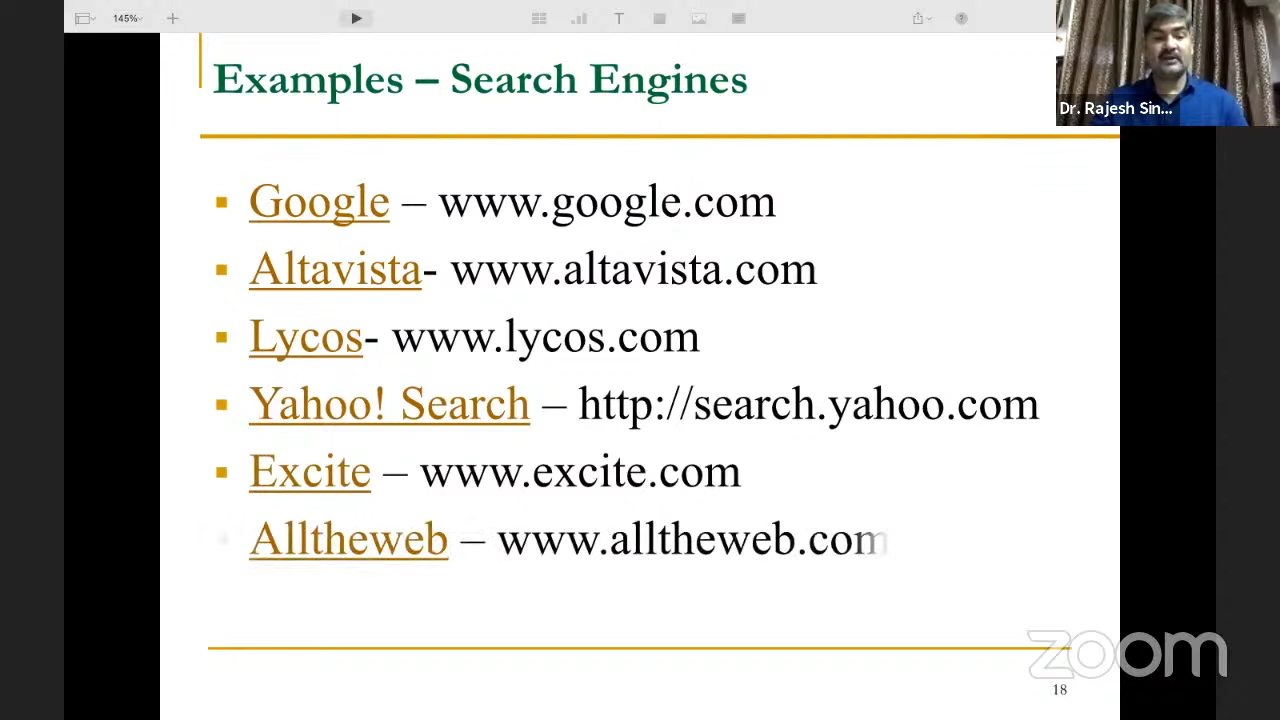 145%
T
?
Examples – Search Engines
Dr. Rajesh Sin...
Google – www.google.com
Altavista- www.altavista.com
Lycos- www.lycos.com
Yahoo! Search – http://search.yahoo.com
Excite – www.excite.com
Alltheweb – www.alltheweb.com
zoom
18